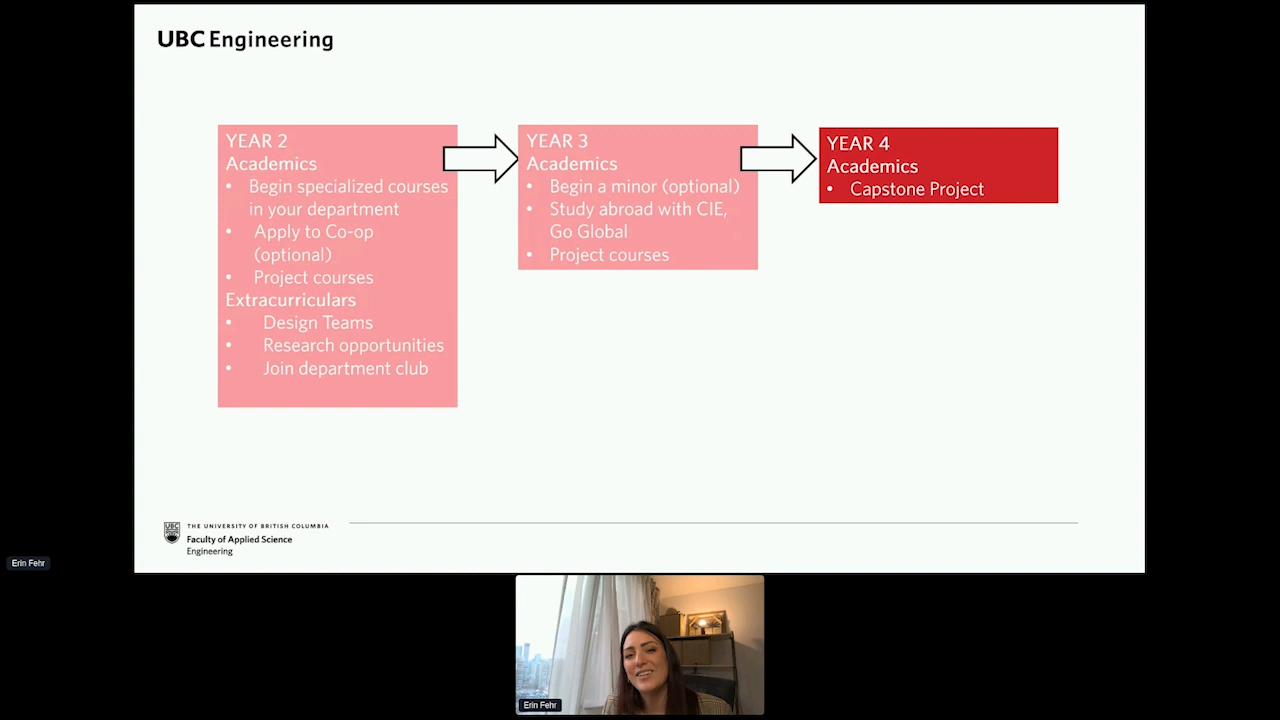 UBC Engineering
YEAR 2
Academics
• Begin specialized courses
in your department
• Apply to Co-op
(optional)
• Project courses
Extracurriculars
• Design Teams
• Research opportunities
• Join department club
YEAR 3
Academics
• Begin a minor (optional)
• Study abroad with CIE,
Go Global
• Project courses
YEAR 4
Academics
• Capstone Project
UBC
THE UNIVERSITY OF BRITISH COLUMBIA
Faculty of Applied Science
Engineering
Erin Fehr
Erin Fehr